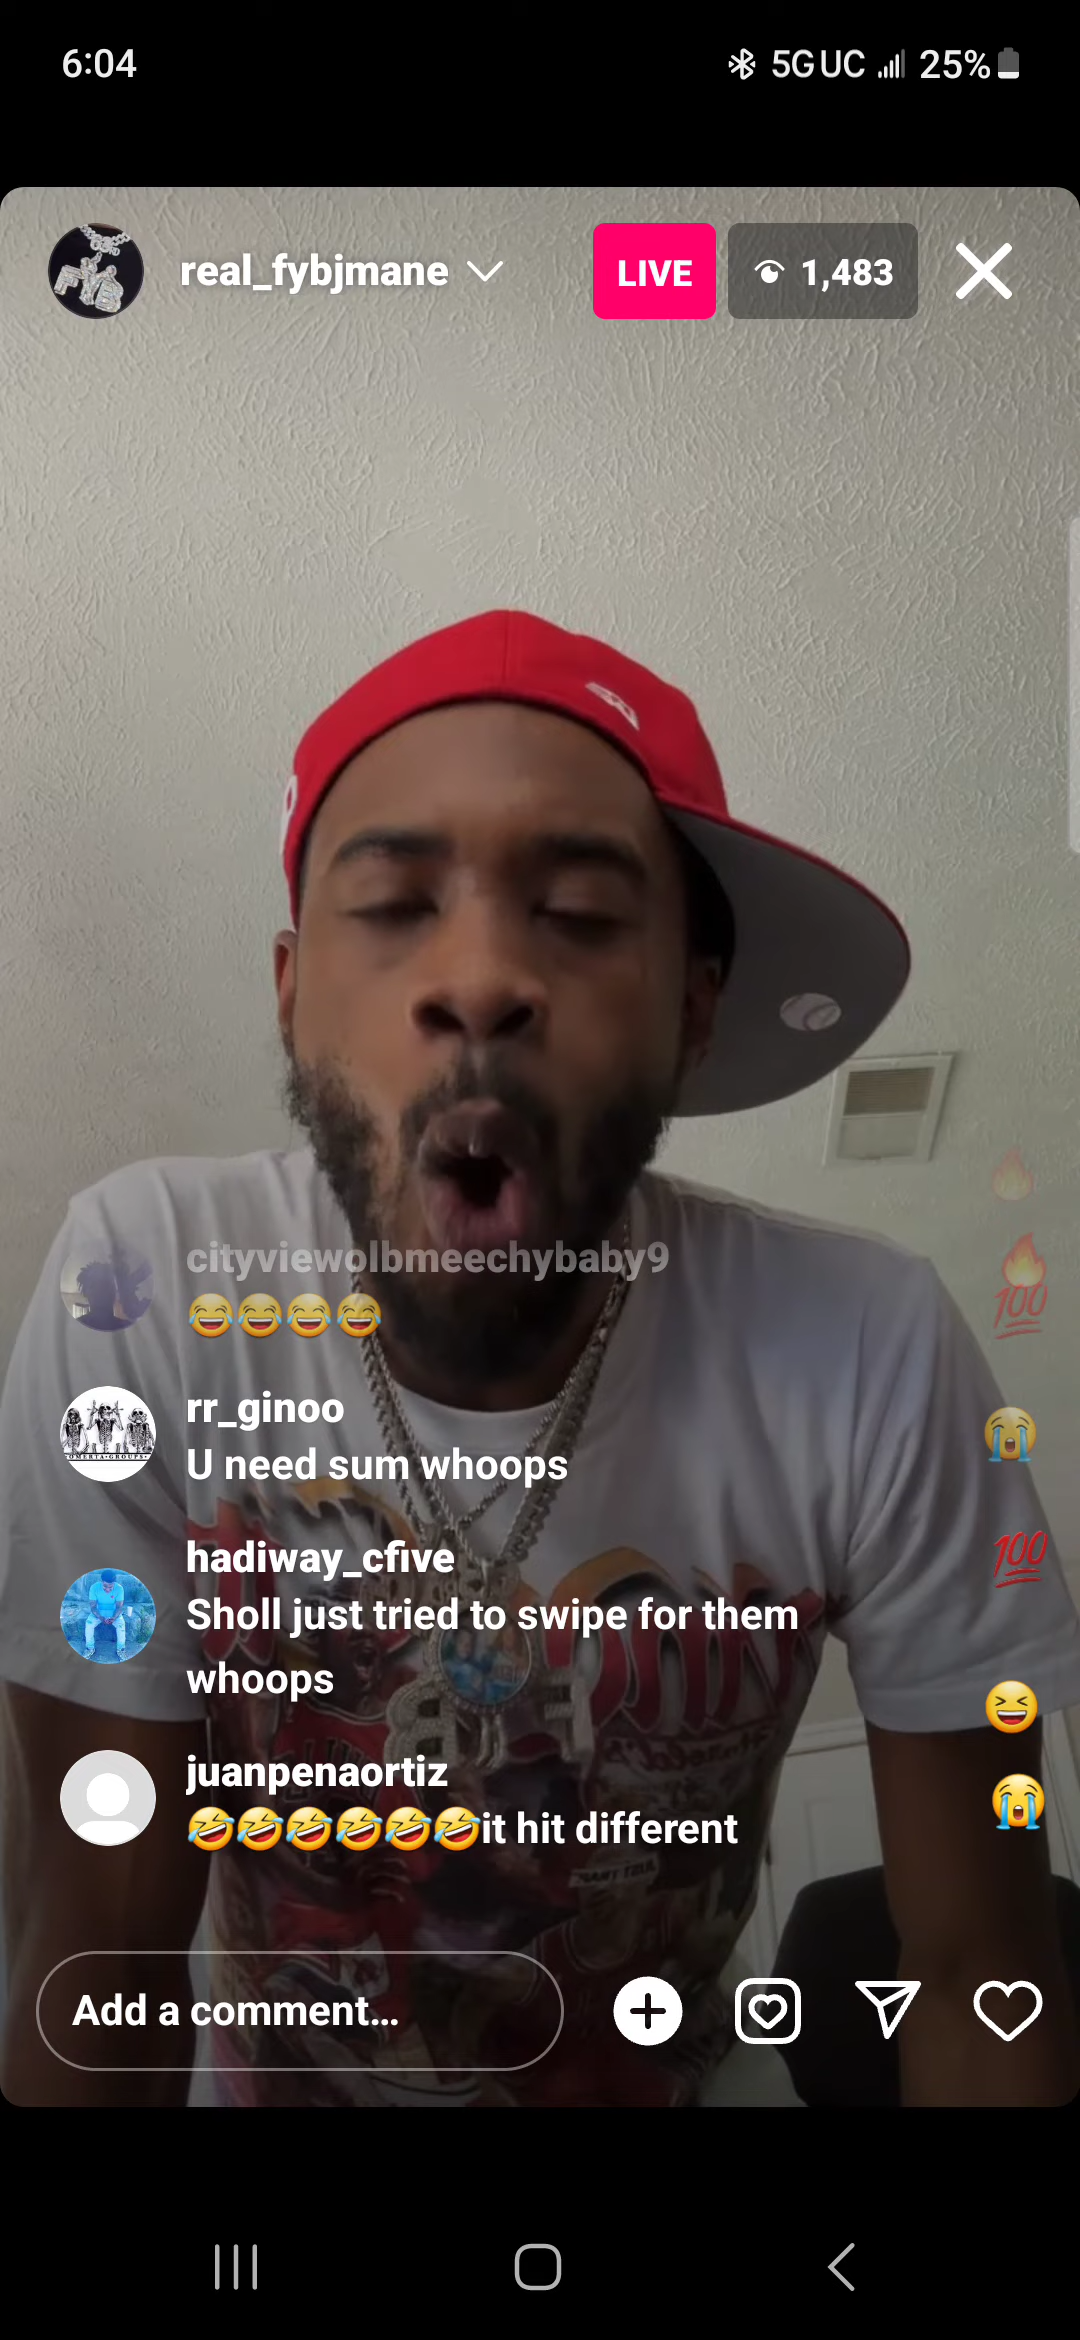 6:04
5G UC 25%
real_fybjmane
LIVE
1,483
cityviewolbmeechybaby9
😂😂😂😂
rr_ginoo
U need sum whoops
hadiway_cfive
Sholl just tried to swipe for them
whoops
juanpenaortiz
🤣🤣🤣🤣🤣🤣it hit different
Add a comment...